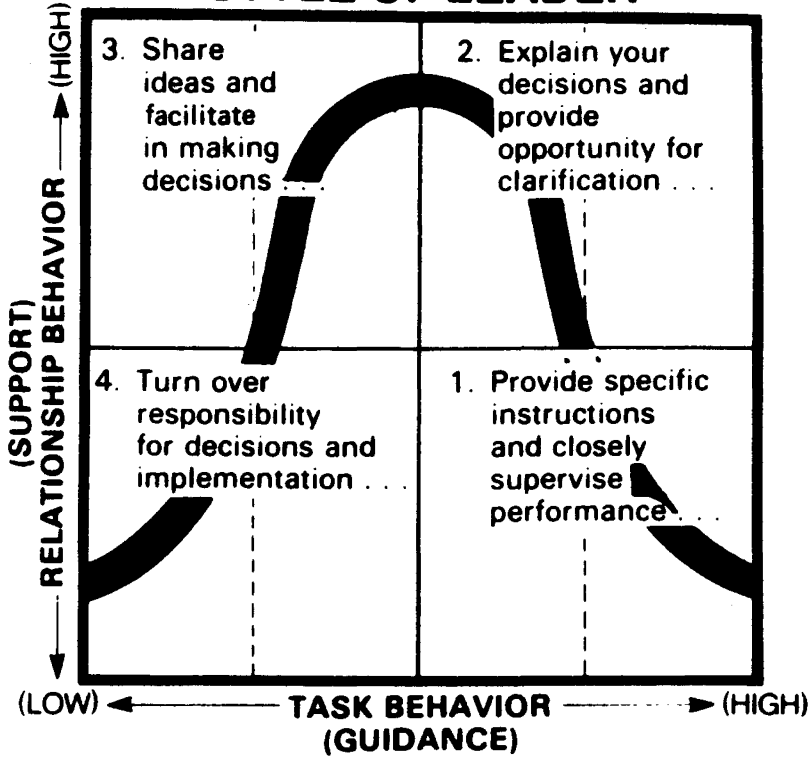 (HIGH)
3. Share
ideas and
facilitate
in making
decisions . . .
2. Explain your
decisions and
provide
opportunity for
clarification . . .
(SUPPORT)
RELATIONSHIP BEHAVIOR
4. Turn over
responsibility
for decisions and
implementation . . .
1. Provide specific
instructions
and closely
supervise
performance . . .
(LOW)
TASK BEHAVIOR
(HIGH)
(GUIDANCE)